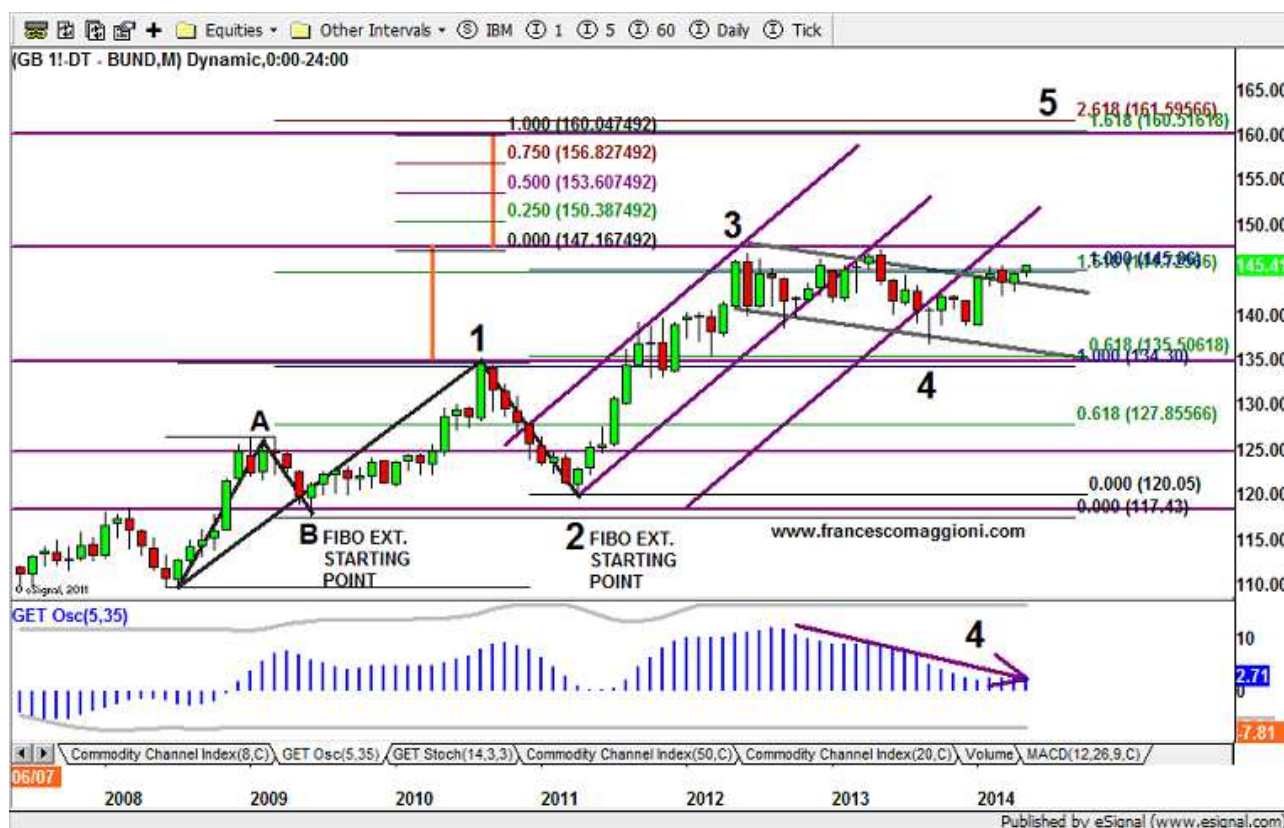 Equities Other Intervals S IBM I 1 I 5 I 60 I Daily I Tick
(GB 1!-DT - BUND,M) Dynamic,0:00-24:00
165.00
5
2.618 (161.59566)
1.618 (160.51618)
1.000 (160.047492)
160.00
0.750 (156.827492)
155.00
0.500 (153.607492)
0.250 (150.387492)
150.00
3
0.000 (147.167492)
1.000
145.41
140.00
1
0.618 (135.50618)
1.000 (134.30)
135.00
4
130.00
A
0.618 (127.85566)
125.00
0.000 (120.05)
120.00
0.000 (117.43)
B FIBO EXT.
STARTING
POINT
2 FIBO EXT.
STARTING
POINT
www.francescomaggioni.com
115.00
110.00
© eSignal, 2011
GET Osc(5,35)
4
10
2.71
0
-7.81
Commodity Channel Index(8,C) GET Osc(5,35) GET Stoch(14,3,3) Commodity Channel Index(50,C) Commodity Channel Index(20,C) Volume MACD(12,26,9,C)
06/07
2008 2009 2010 2011 2012 2013 2014
Published by eSignal (www.esignal.com)